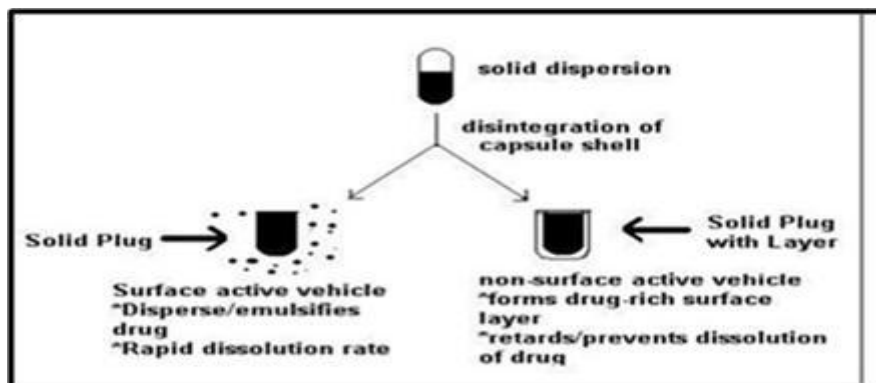 solid dispersion
disintegration of
capsule shell
Solid Plug
Solid Plug
with Layer
Surface active vehicle
^Disperse/emulsifies
drug
^Rapid dissolution rate
non-surface active vehicle
^forms drug-rich surface
layer
^retards/prevents dissolution
of drug